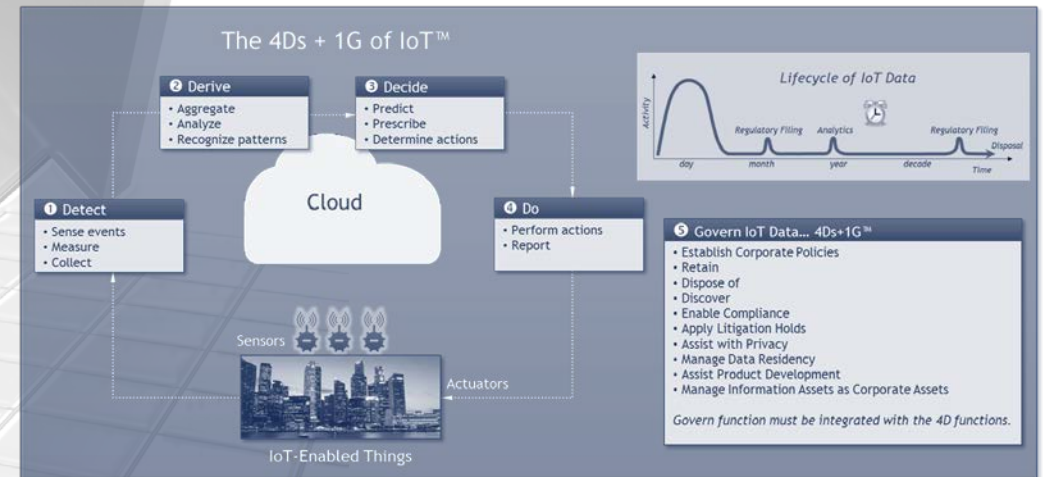 The 4Ds + 1G of IoT™
❷ Derive
• Aggregate
• Analyze
• Recognize patterns
❸ Decide
• Predict
• Prescribe
• Determine actions
Cloud
❶ Detect
• Sense events
• Measure
• Collect
❹ Do
• Perform actions
• Report
Sensors
Actuators
IoT-Enabled Things
Lifecycle of IoT Data
Activity
Regulatory Filing
Analytics
Regulatory Filing
Disposal
day
month
year
decade
Time
❺ Govern IoT Data... 4Ds+1G™
• Establish Corporate Policies
• Retain
• Dispose of
• Discover
• Enable Compliance
• Apply Litigation Holds
• Assist with Privacy
• Manage Data Residency
• Assist Product Development
• Manage Information Assets as Corporate Assets
Govern function must be integrated with the 4D functions.